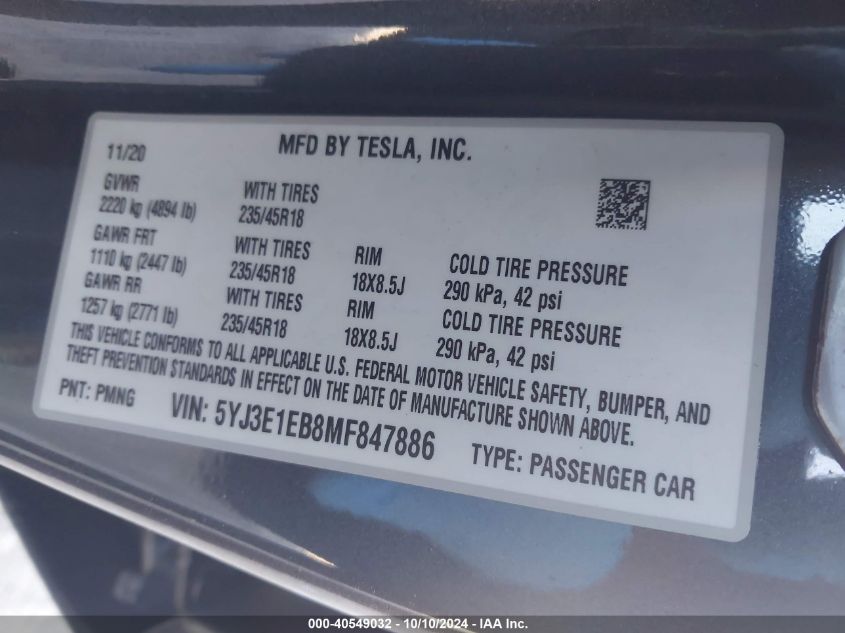 11/20 MFD BY TESLA, INC.
GVWR
2220 kg (4894 lb) WITH TIRES 235/45R18
GAWR FRT
1110 kg (2447 lb) WITH TIRES 235/45R18 RIM 18X8.5J COLD TIRE PRESSURE 290 kPa, 42 psi
GAWR RR
1257 kg (2771 lb) WITH TIRES 235/45R18 RIM 18X8.5J COLD TIRE PRESSURE 290 kPa, 42 psi
THIS VEHICLE CONFORMS TO ALL APPLICABLE U.S. FEDERAL MOTOR VEHICLE SAFETY, BUMPER, AND
THEFT PREVENTION STANDARDS IN EFFECT ON THE DATE OF MANUFACTURE SHOWN ABOVE.
PNT: PMNG VIN: 5YJ3E1EB8MF847886 TYPE: PASSENGER CAR
000-40549032 - 10/10/2024 - IAA Inc.